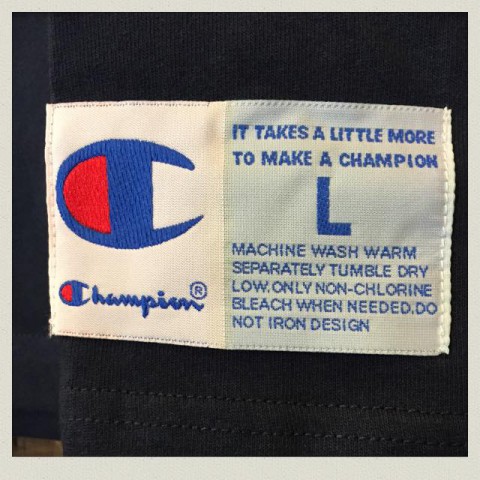 Champion®
IT TAKES A LITTLE MORE
TO MAKE A CHAMPION
L
MACHINE WASH WARM
SEPARATELY TUMBLE DRY
LOW.ONLY NON-CHLORINE
BLEACH WHEN NEEDED.DO
NOT IRON DESIGN